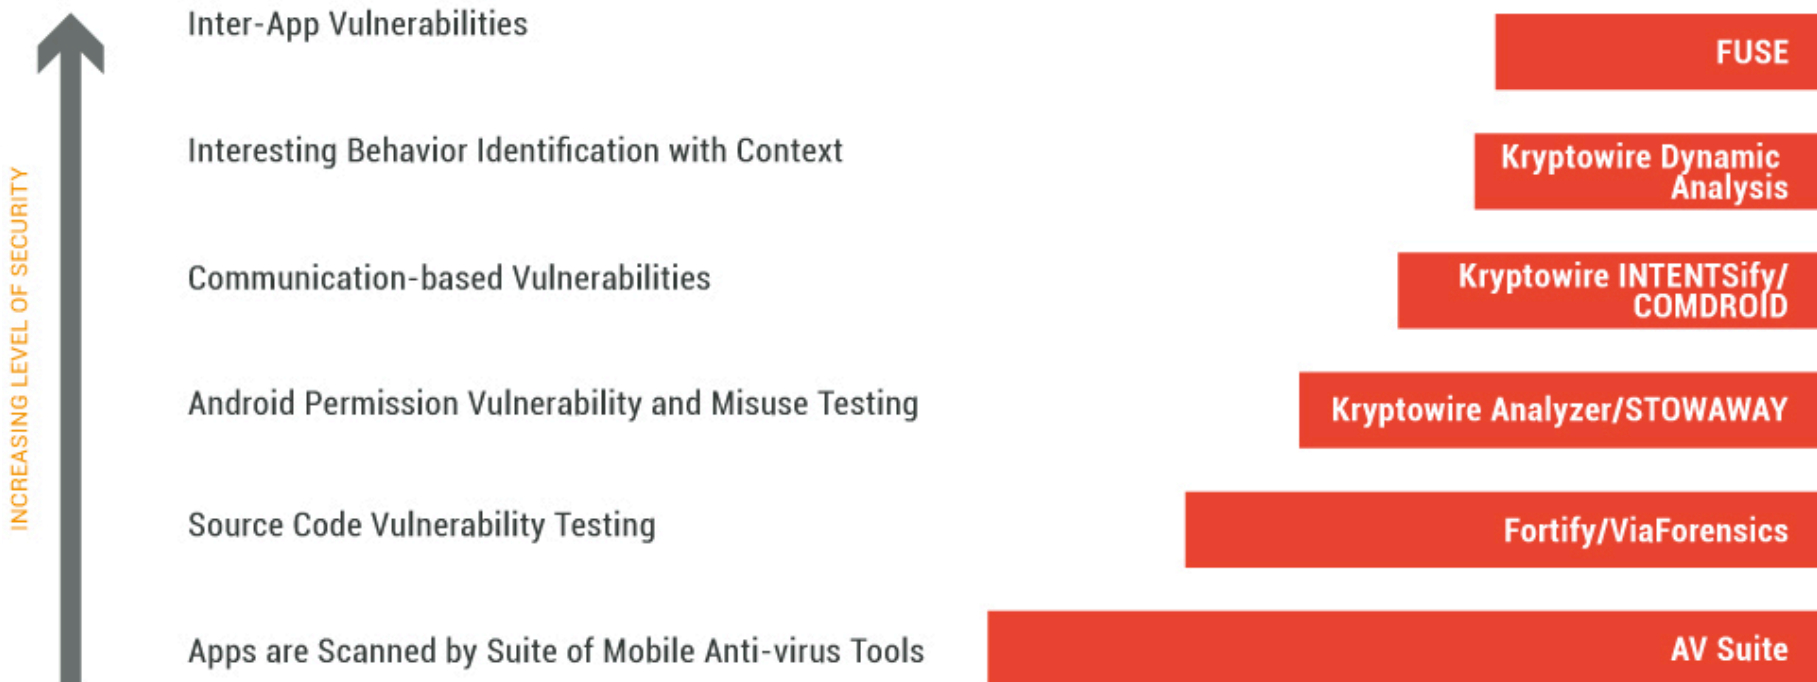 INCREASING LEVEL OF SECURITY
Inter-App Vulnerabilities
FUSE
Interesting Behavior Identification with Context
Kryptowire Dynamic
Analysis
Communication-based Vulnerabilities
Kryptowire INTENTSify/
COMDROID
Android Permission Vulnerability and Misuse Testing
Kryptowire Analyzer/STOWAWAY
Source Code Vulnerability Testing
Fortify/ViaForensics
Apps are Scanned by Suite of Mobile Anti-virus Tools
AV Suite